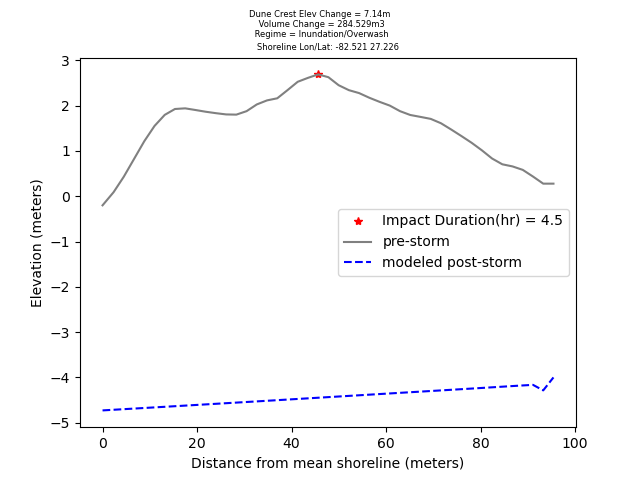 Dune Crest Elev Change = 7.14m
Volume Change = 284.529m3
Regime = Inundation/Overwash
Shoreline Lon/Lat: -82.521 27.226
3
2
1
0
−1
−2
−3
−4
−5
Elevation (meters)
Impact Duration(hr) = 4.5
pre-storm
modeled post-storm
0 20 40 60 80 100
Distance from mean shoreline (meters)